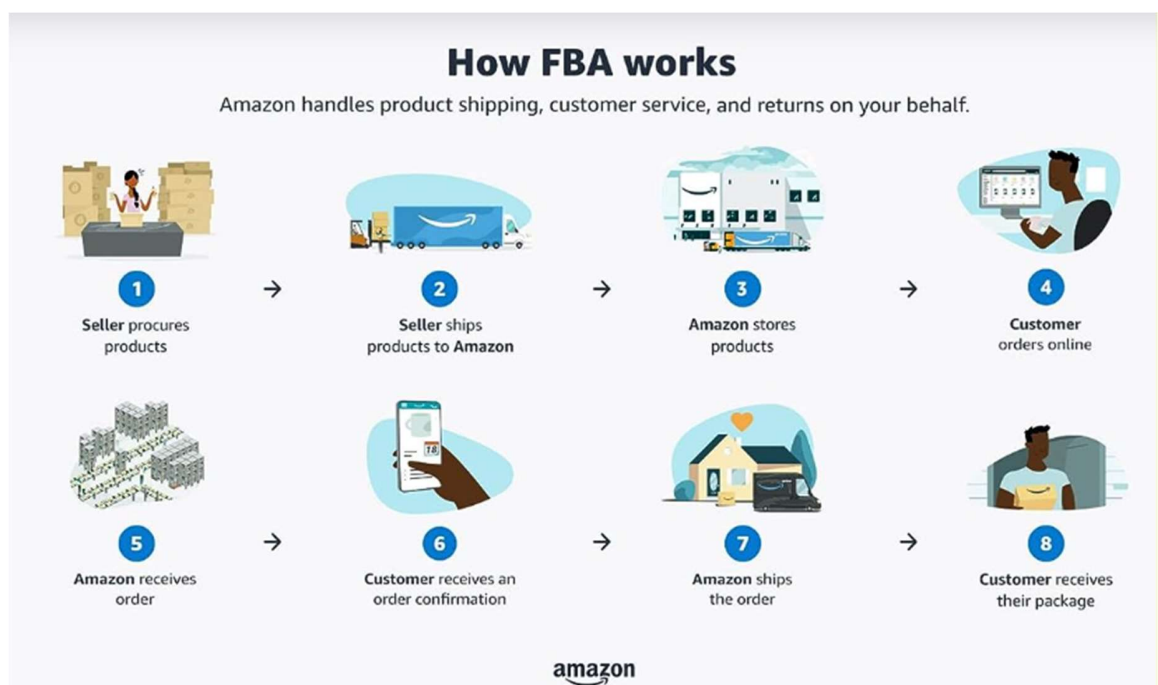 How FBA works
Amazon handles product shipping, customer service, and returns on your behalf.
1
Seller procures
products
2
Seller ships
products to Amazon
3
Amazon stores
products
4
Customer
orders online
18
5
Amazon receives
order
6
Customer receives an
order confirmation
7
Amazon ships
the order
8
Customer receives
their package
amazon